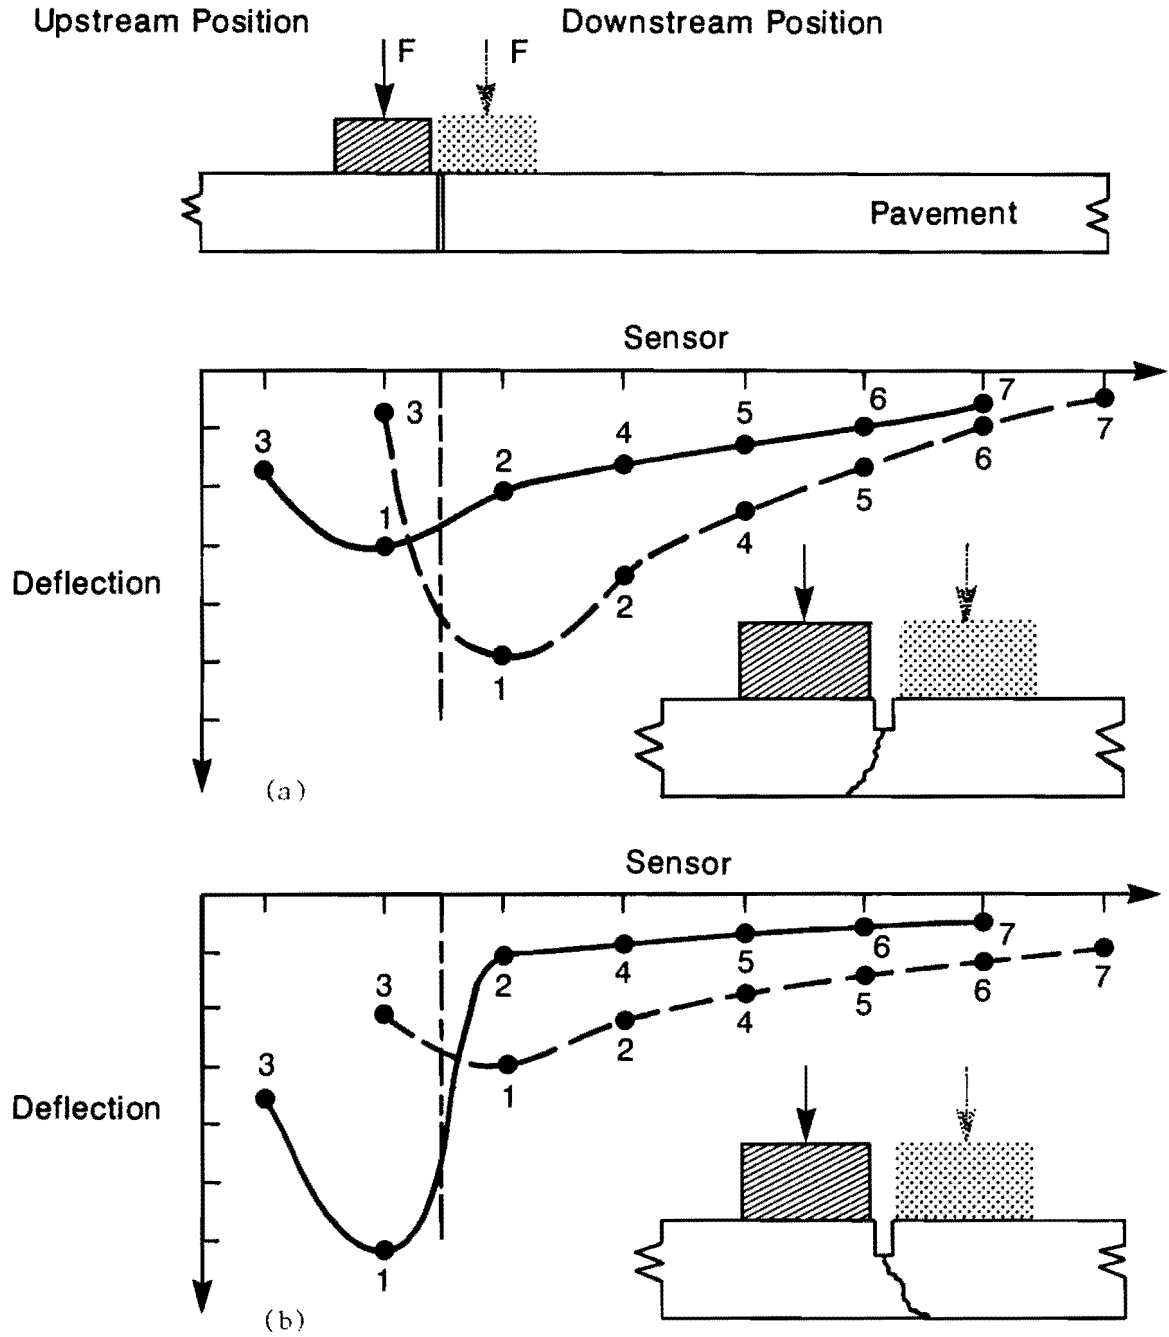 Upstream Position Downstream Position
F F
Pavement
Sensor
3 3 1 2 4 5 6 7
1 2 4 5 6 7
Deflection
(a)
Sensor
3 1 2 4 5 6 7
3 1 2 4 5 6 7
Deflection
(b)